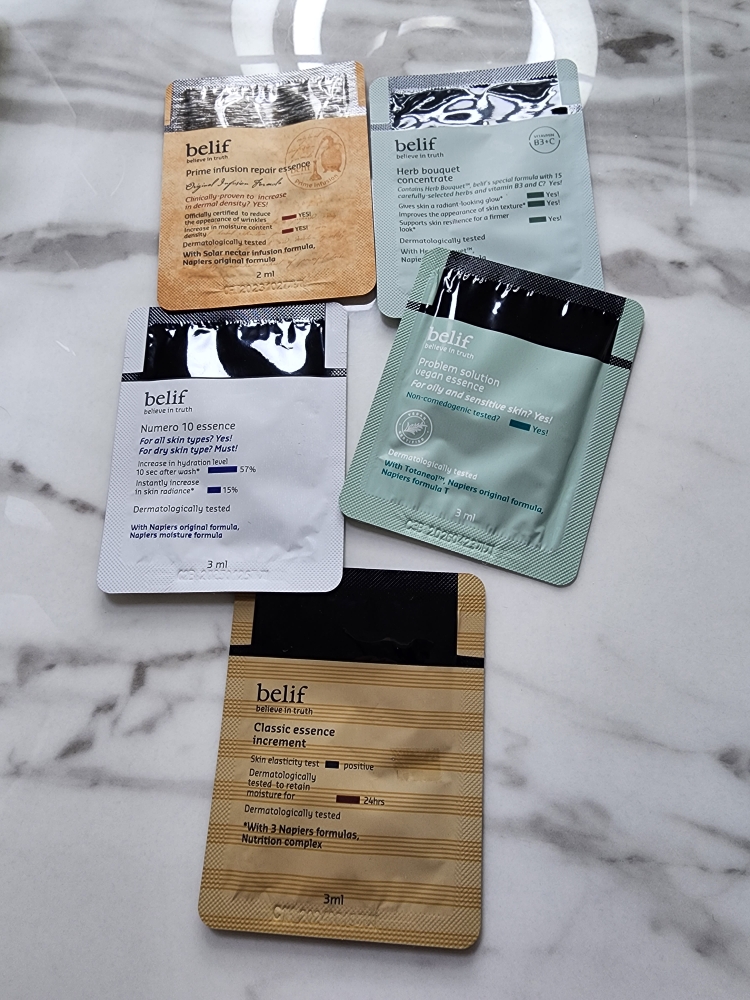 belif
believe in truth
Prime infusion repair essence
Original Infusion Formula
Clinically proven to increase
in dermal density? YES!
Officially certified to reduce
the appearance of wrinkles YES!
Increase in moisture content
density YES!
Dermatologically tested
With Solar nectar infusion formula,
Napiers original formula
2 ml
belif
believe in truth
B3+C
Herb bouquet
concentrate
Contains Herb Bouquet™, belif's special formula with 15
carefully-selected herbs and vitamin B3 and C? Yes!
Gives skin a radiant-looking glow*
Improves the appearance of skin texture* Yes!
Supports skin resilience for a firmer
look* Yes!
Dermatologically tested
belif
believe in truth
Numero 10 essence
For all skin types? Yes!
For dry skin type? Must!
Increase in hydration level
10 sec after wash* 57%
Instantly increase
in skin radiance* 15%
Dermatologically tested
With Napiers original formula,
Napiers moisture formula
3 ml
belif
believe in truth
Problem solution
vegan essence
For oily and sensitive skin? Yes!
Non-comedogenic tested? Yes!
Dermatologically tested
With Totaneol™, Napiers original formula,
Napiers formula T
3 ml
belif
believe in truth
Classic essence
increment
Skin elasticity test positive
Dermatologically
tested to retain
moisture for 24hrs
Dermatologically tested
*With 3 Napiers formulas,
Nutrition complex
3ml